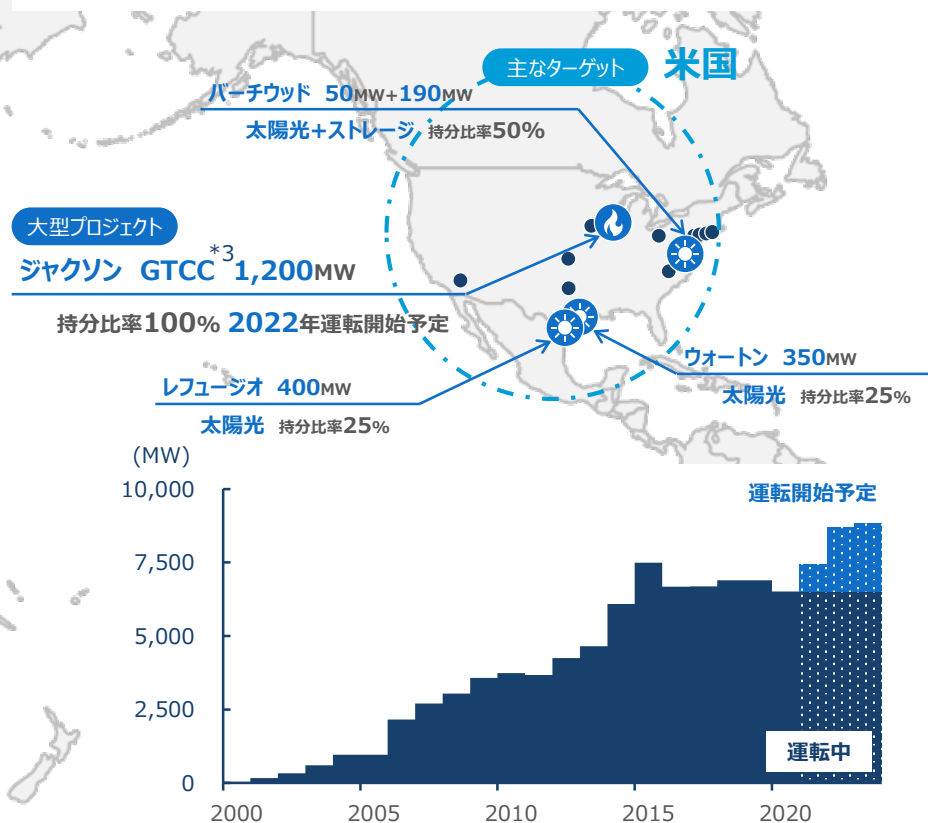 主なターゲット 米国
バーチウッド 50MW+190MW
太陽光+ストレージ 持分比率50%
大型プロジェクト
ジャクソン GTCC*3 1,200MW
持分比率100% 2022年運転開始予定
ウォートン 350MW
太陽光 持分比率25%
レフュージオ 400MW
太陽光 持分比率25%
(MW)
運転開始予定
10,000
7,500
5,000
2,500
運転中
0
2000 2005 2010 2015 2020